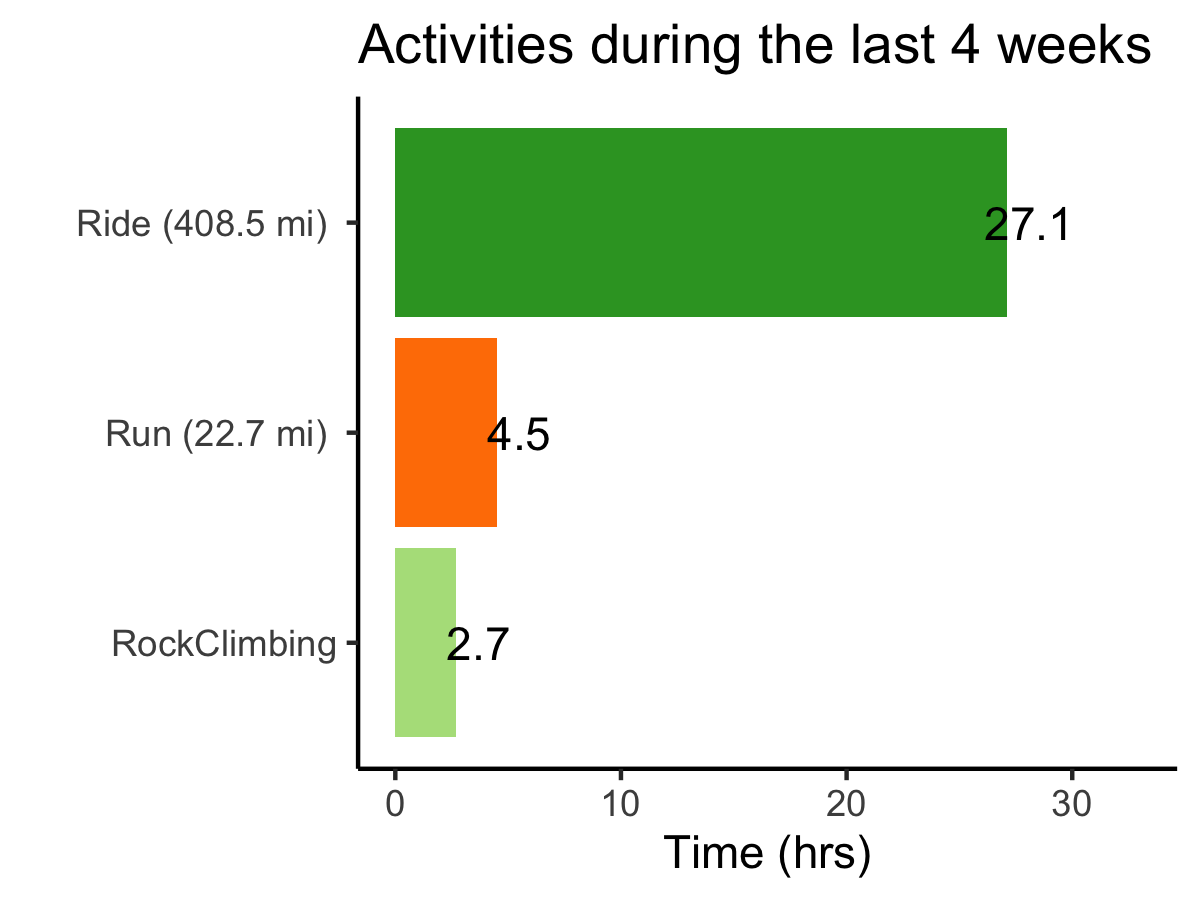 Activities during the last 4 weeks
Ride (408.5 mi)
27.1
Run (22.7 mi)
4.5
RockClimbing
2.7
0 10 20 30
Time (hrs)